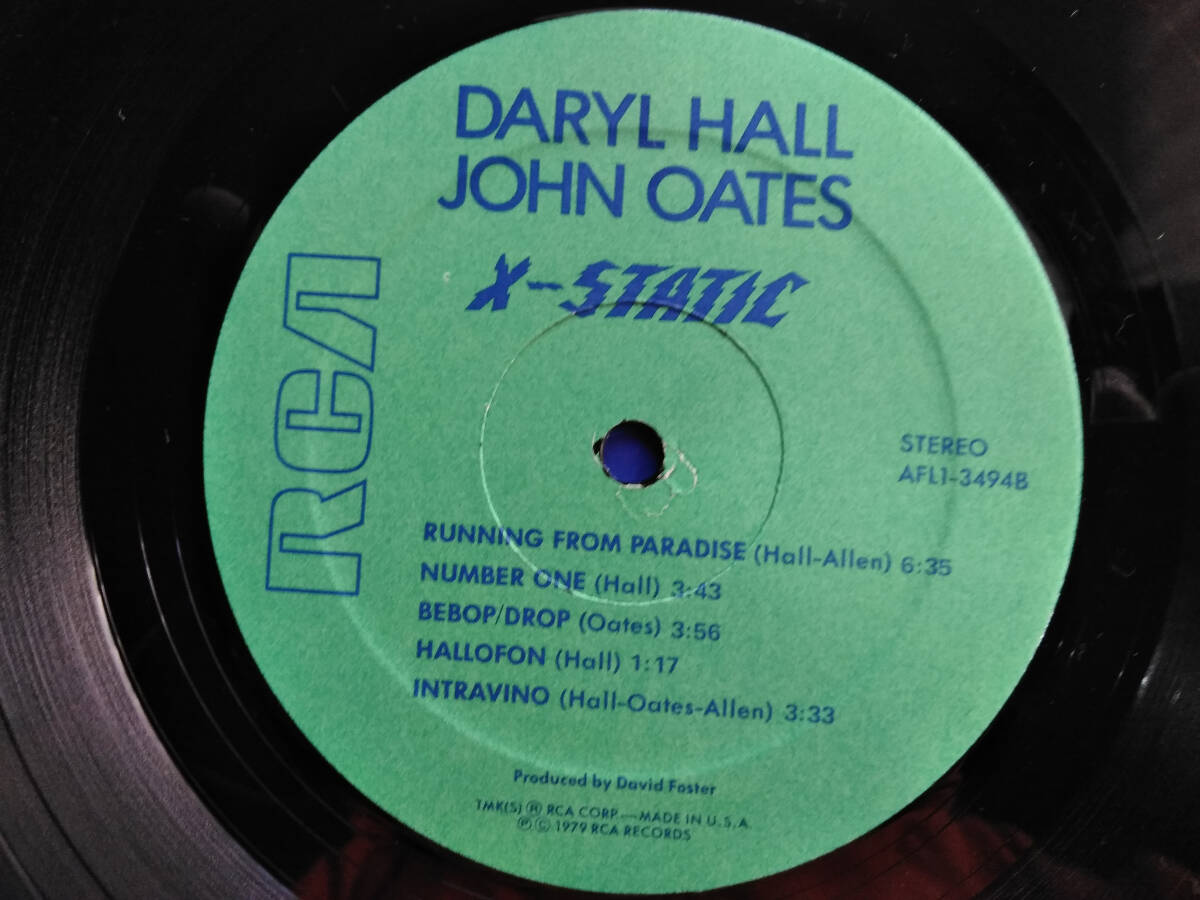 DARYL HALL
JOHN OATES
X-STATIC
RCA
STEREO
AFL1-3494B
RUNNING FROM PARADISE (Hall-Allen) 6:35
NUMBER ONE (Hall) 3:43
BEBOP/DROP (Oates) 3:56
HALLOFON (Hall) 1:17
INTRAVINO (Hall-Oates-Allen) 3:33
Produced by David Foster
TMK(S) ® RCA CORP.—MADE IN U.S.A.
℗ © 1979 RCA RECORDS